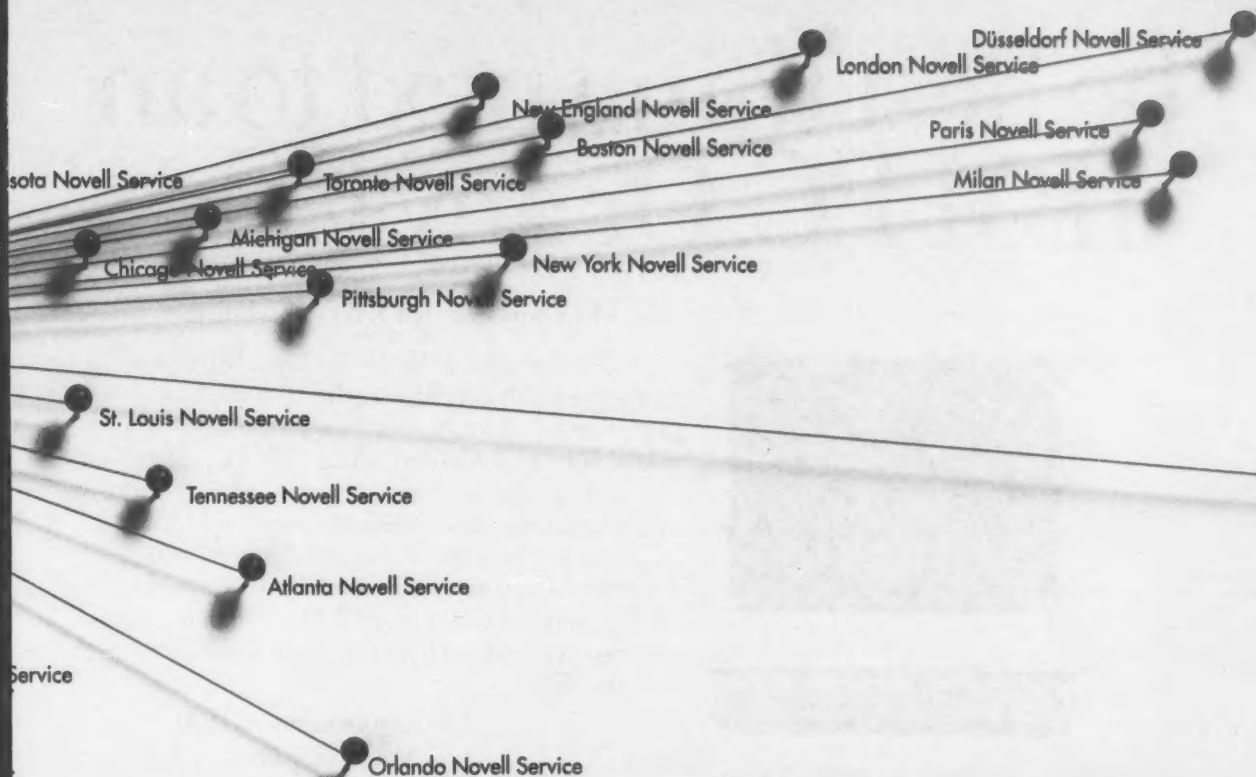 Düsseldorf Novell Service
London Novell Service
New England Novell Service
Paris Novell Service
Boston Novell Service
sota Novell Service
Toronto Novell Service
Milan Novell Service
Michigan Novell Service
Chicago Novell Service
New York Novell Service
Pittsburgh Novell Service
St. Louis Novell Service
Tennessee Novell Service
Atlanta Novell Service
Service
Orlando Novell Service